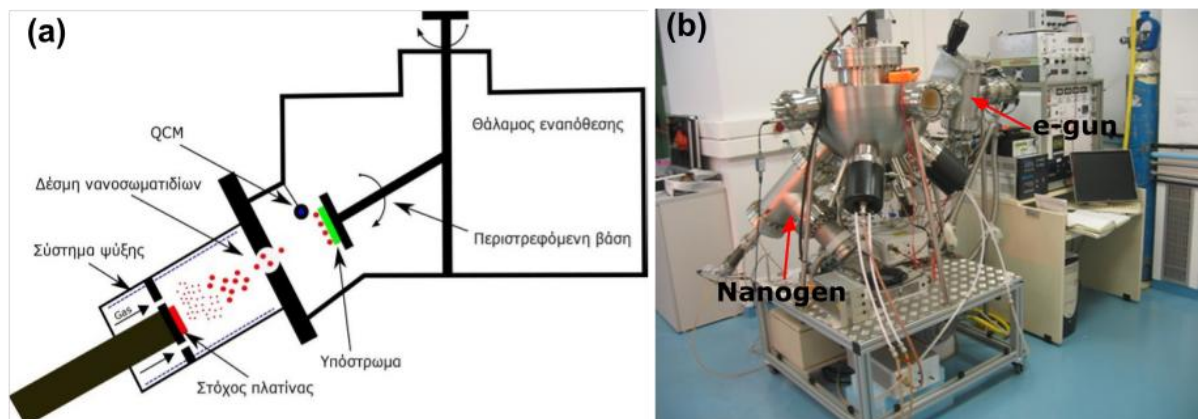 (a)
QCM
Θάλαμος εναπόθεσης
Δέσμη νανοσωματιδίων
Σύστημα ψύξης
Περιστρεφόμενη βάση
Gas
Υπόστρωμα
Στόχος πλατίνας
(b)
e-gun
Nanogen